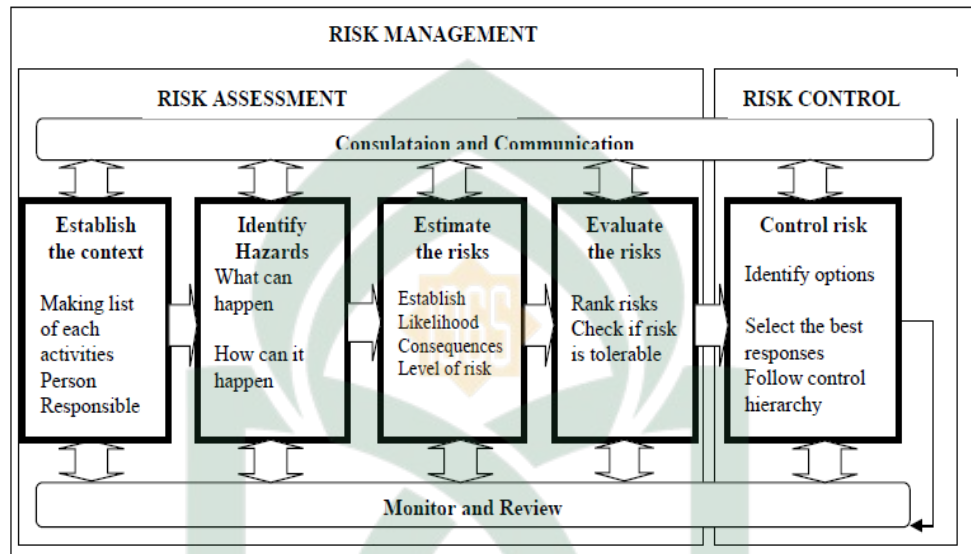 RISK MANAGEMENT
RISK ASSESSMENT
RISK CONTROL
Consulataion and Communication
Establish
the context
Making list
of each
activities
Person
Responsible
Identify
Hazards
What can
happen
How can it
happen
Estimate
the risks
Establish
Likelihood
Consequences
Level of risk
Evaluate
the risks
Rank risks
Check if risk
is tolerable
Control risk
Identify options
Select the best
responses
Follow control
hierarchy
Monitor and Review